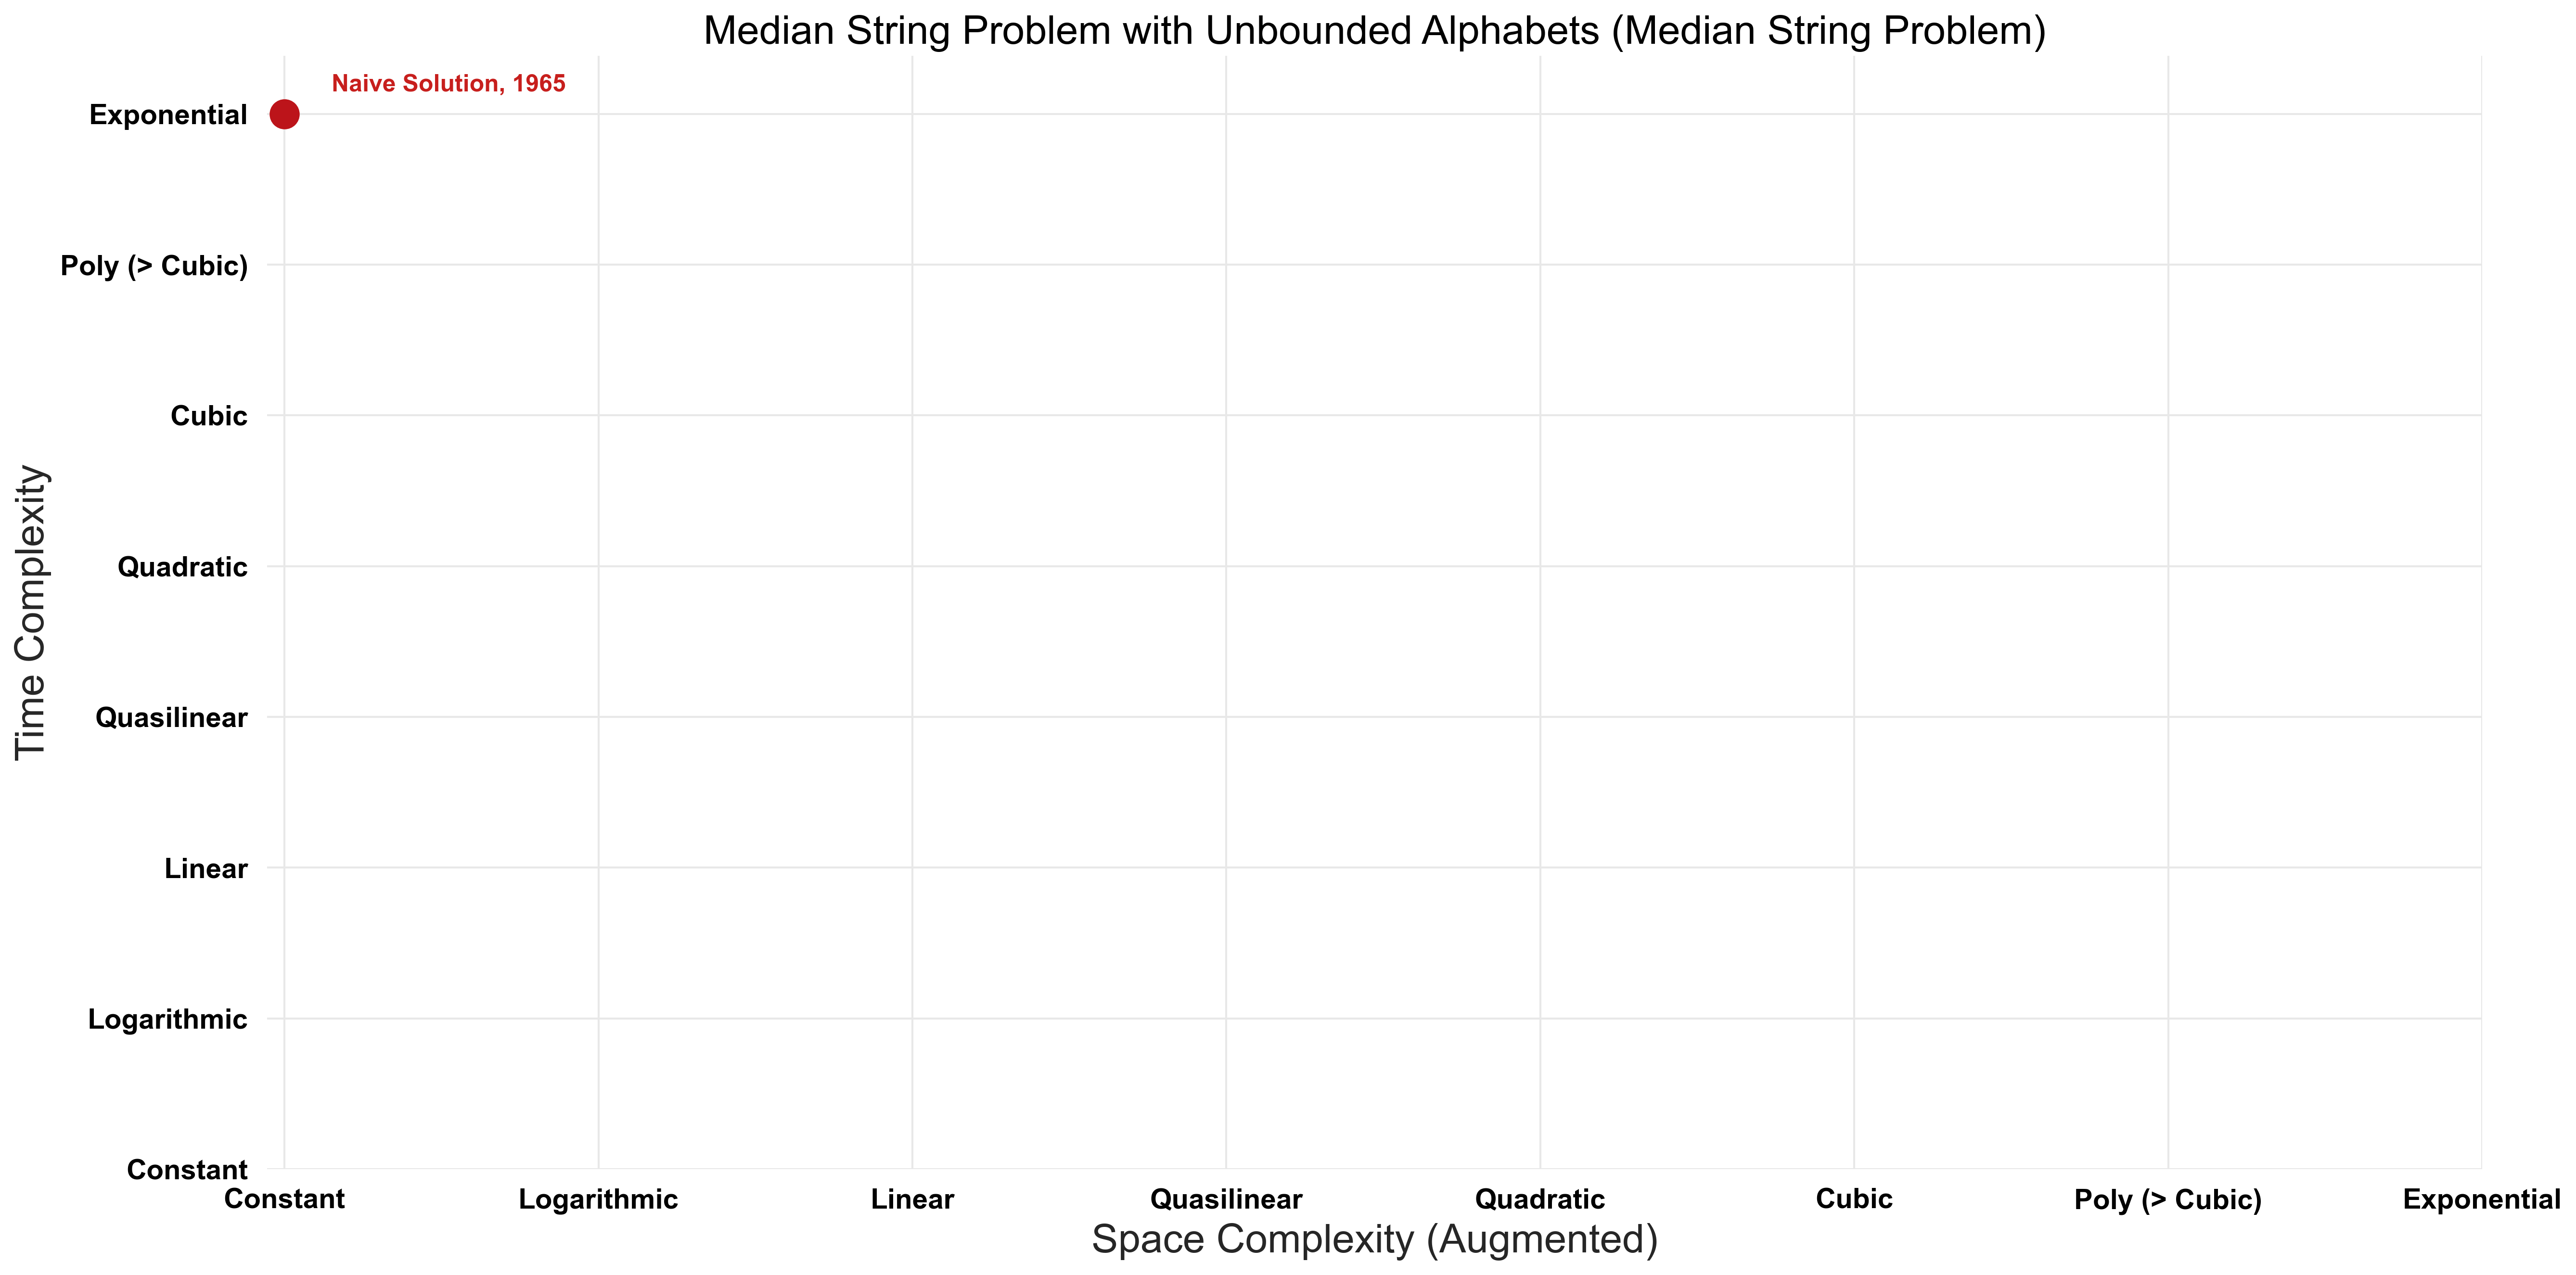 Median String Problem with Unbounded Alphabets (Median String Problem)
Naive Solution, 1965
Exponential
Poly (> Cubic)
Cubic
Quadratic
Quasilinear
Linear
Logarithmic
Constant
Time Complexity
Constant Logarithmic Linear Quasilinear Quadratic Cubic Poly (> Cubic) Exponential
Space Complexity (Augmented)